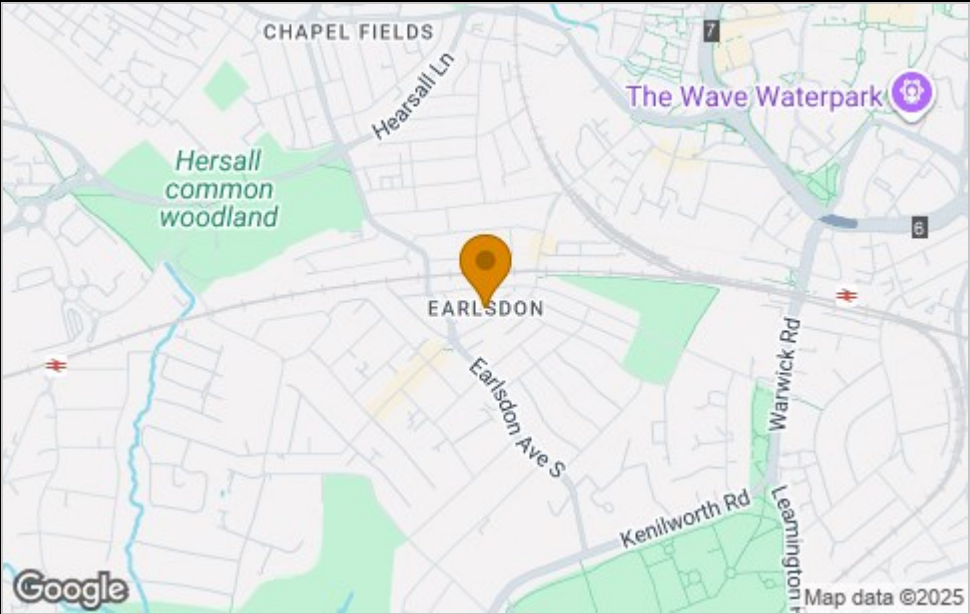 CHAPEL FIELDS
7
Hearsall Ln
The Wave Waterpark
Hersall
common
woodland
6
EARLSDON
Warwick Rd
Earlsdon Ave S
Kenilworth Rd
Leamington
Google
Map data ©2025